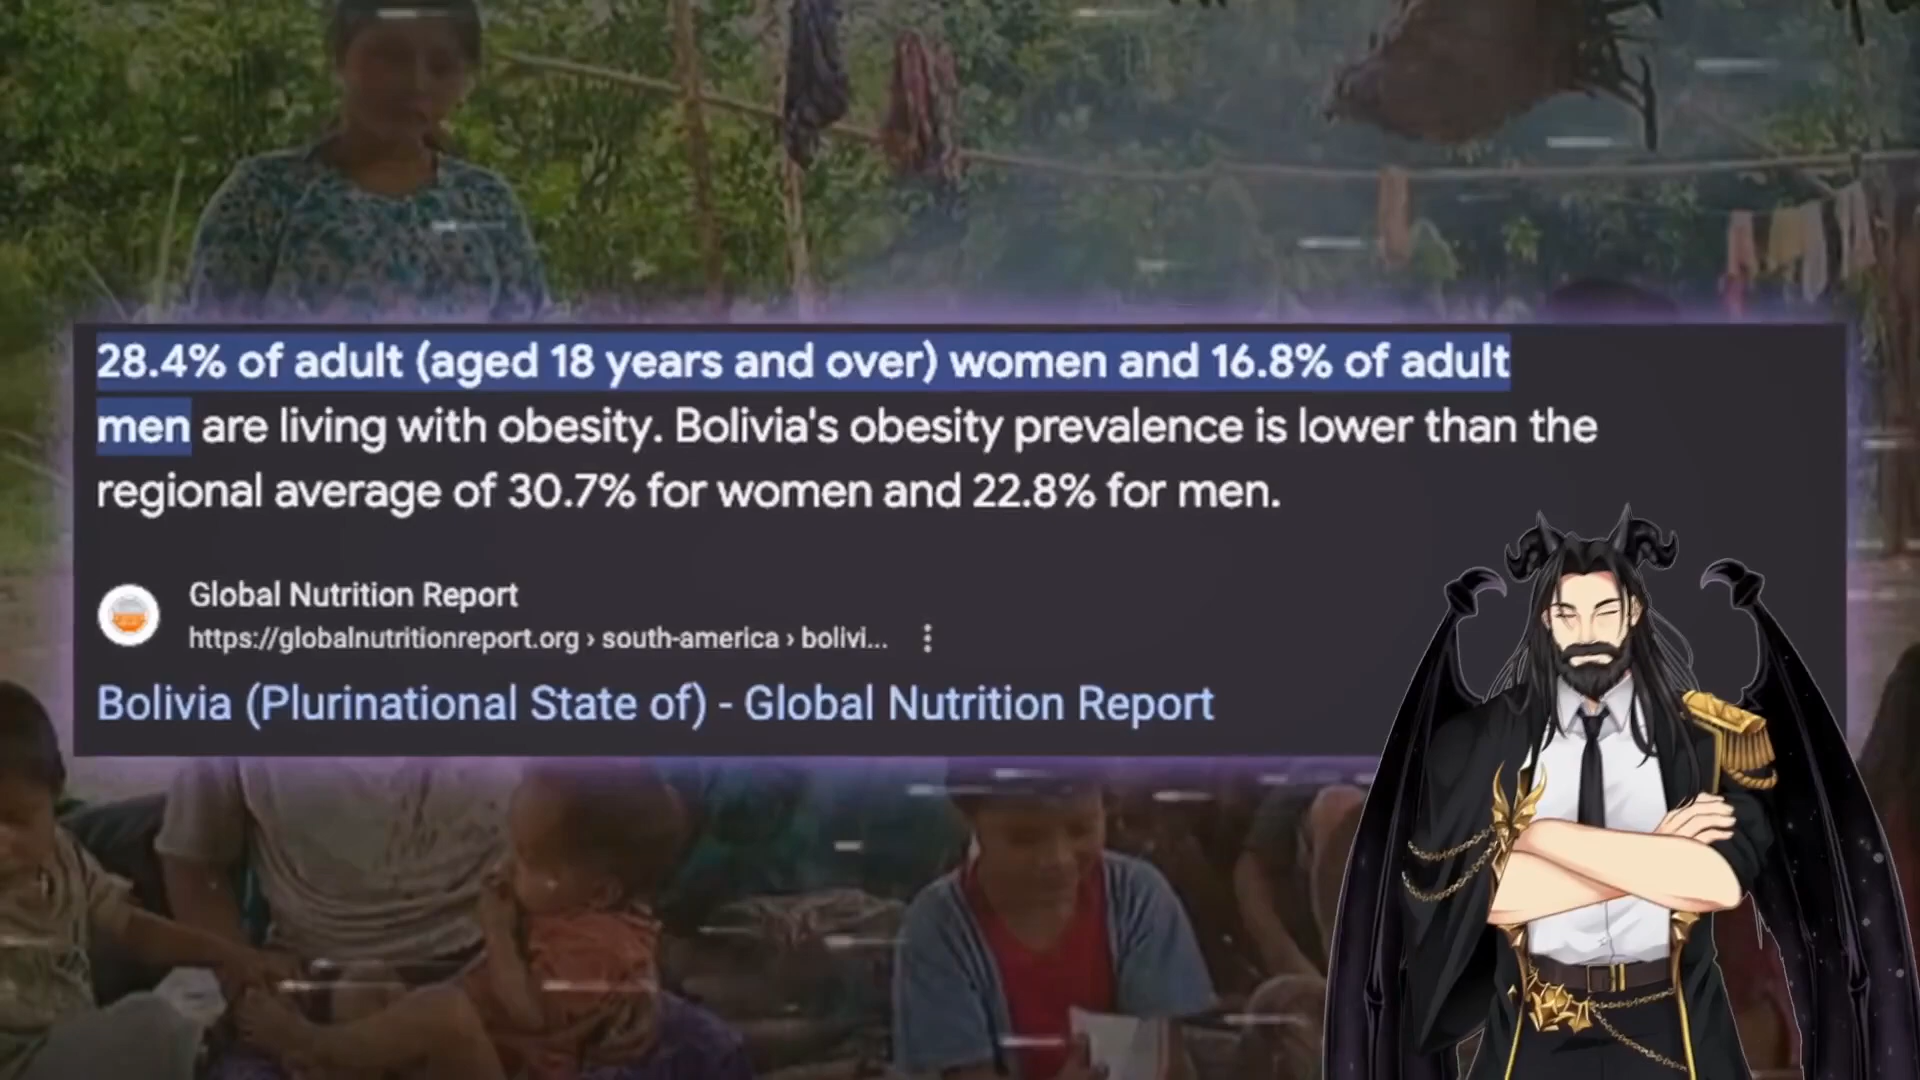 28.4% of adult (aged 18 years and over) women and 16.8% of adult
men are living with obesity. Bolivia's obesity prevalence is lower than the
regional average of 30.7% for women and 22.8% for men.
Global Nutrition Report
https://globalnutritionreport.org › south-america › bolivi...
Bolivia (Plurinational State of) - Global Nutrition Report